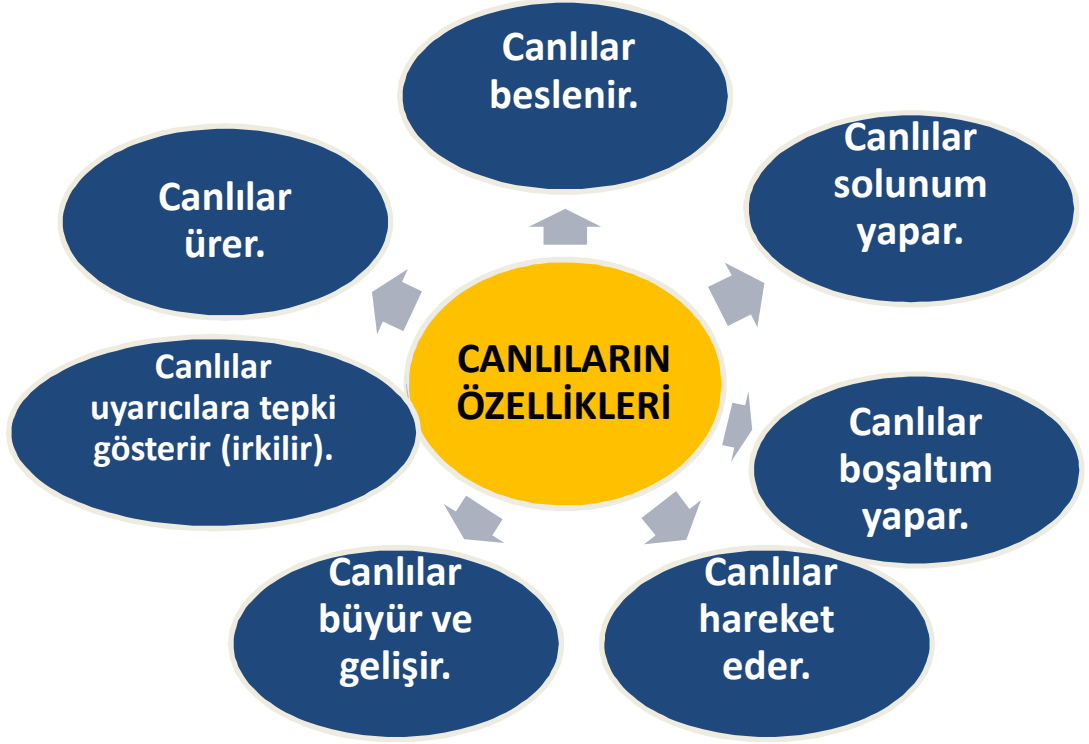 Canlılar
beslenir.
Canlılar
solunum
yapar.
Canlılar
boşaltım
yapar.
Canlılar
hareket
eder.
Canlılar
büyür ve
gelişir.
Canlılar
uyarıcılara tepki
gösterir (irkilir).
Canlılar
ürer.
CANLILARIN
ÖZELLİKLERİ